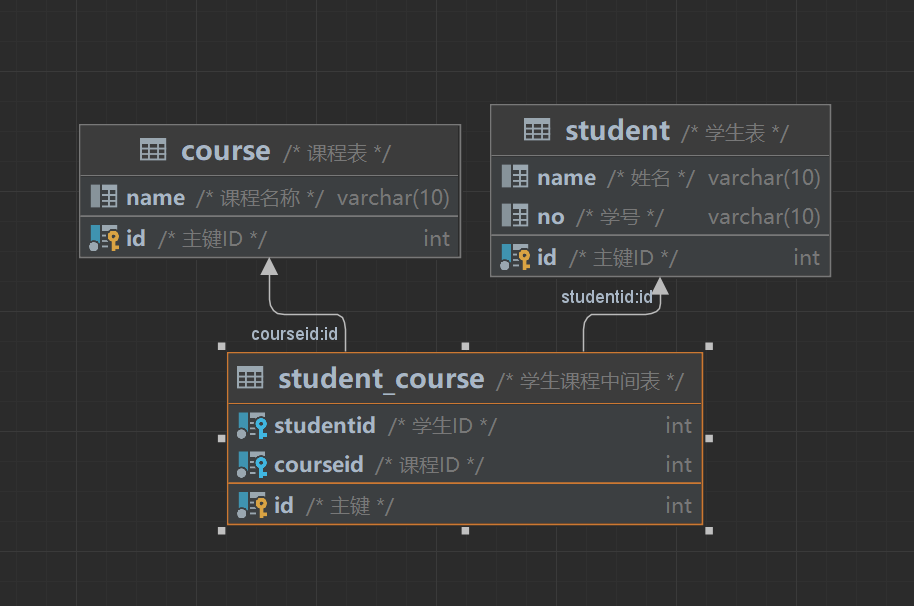 course /* 课程表 */
name /* 课程名称 */ varchar(10)
id /* 主键ID */ int
student /* 学生表 */
name /* 姓名 */ varchar(10)
no /* 学号 */ varchar(10)
id /* 主键ID */ int
studentid:id
courseid:id
student_course /* 学生课程中间表 */
studentid /* 学生ID */ int
courseid /* 课程ID */ int
id /* 主键 */ int